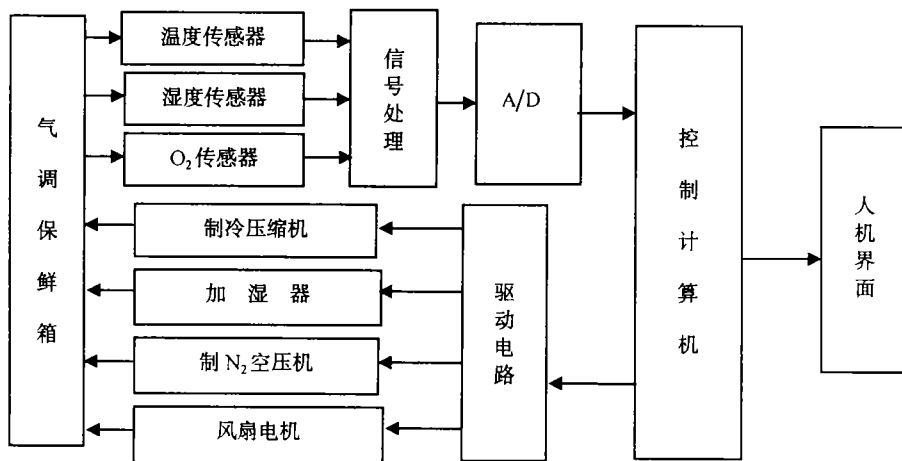 气调保鲜箱
温度传感器
湿度传感器
O₂传感器
信号处理
A/D
控制计算机
人机界面
制冷压缩机
加 湿 器
制 N₂ 空压机
风扇电机
驱动电路